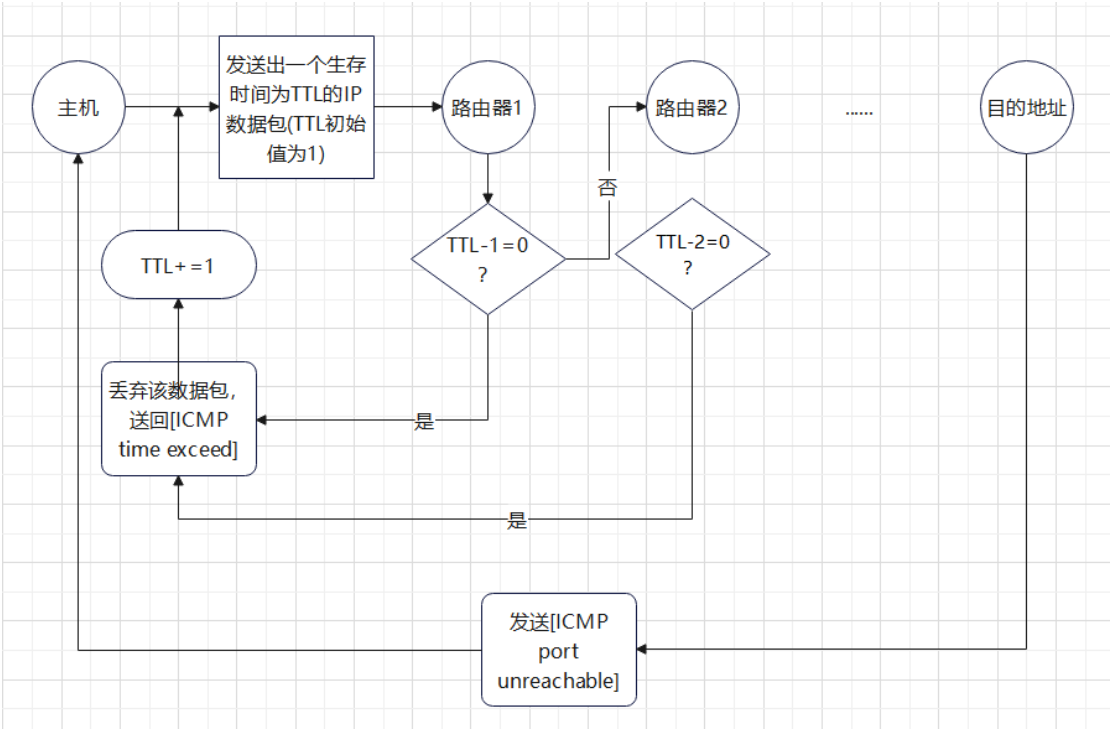 主机
发送出一个生存
时间为TTL的IP
数据包(TTL初始
值为1)
路由器1
路由器2
......
目的地址
否
TTL-1=0
?
TTL-2=0
?
TTL+=1
丢弃该数据包，
送回[ICMP
time exceed]
是
是
发送[ICMP
port
unreachable]